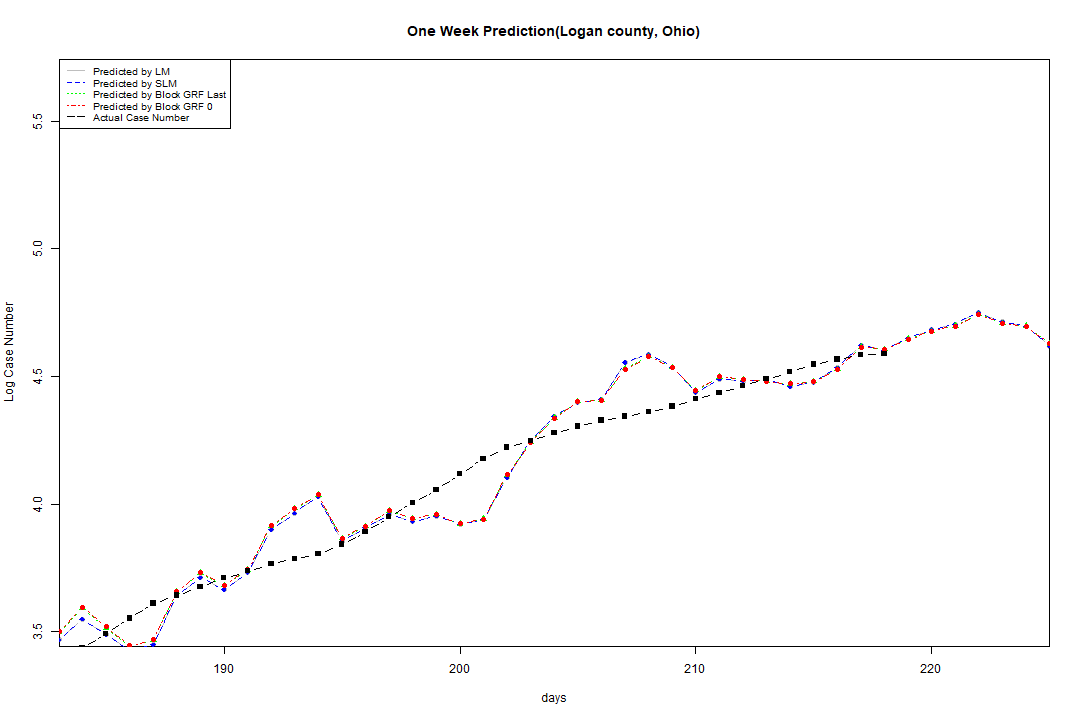 One Week Prediction(Logan county, Ohio)
Predicted by LM
Predicted by SLM
Predicted by Block GRF Last
Predicted by Block GRF 0
Actual Case Number
5.5
5.0
4.5
4.0
3.5
Log Case Number
190
200
210
220
days